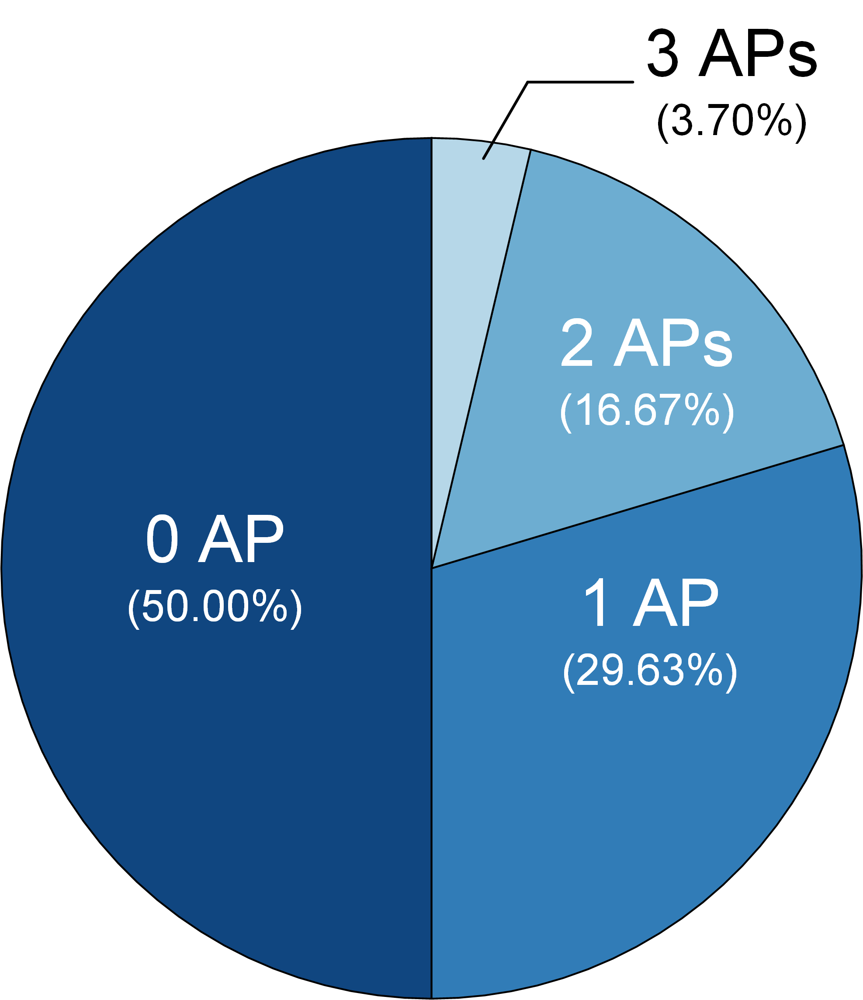 3 APs
(3.70%)
2 APs
(16.67%)
0 AP
(50.00%)
1 AP
(29.63%)